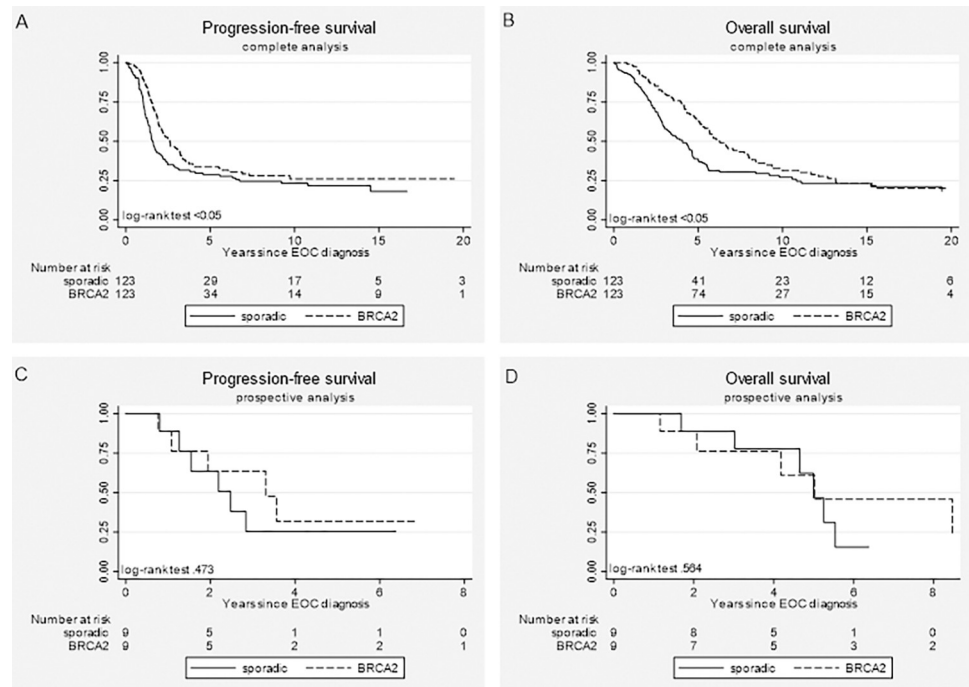 A
Progression-free survival
complete analysis
1.00
0.75
0.50
0.25
0.00
log-rank test <0.05
0 5 10 15 20
Years since EOC diagnosis
Number at risk
sporadic 123 29 17 5 3
BRCA2 123 34 14 9 1
sporadic BRCA2
B
Overall survival
complete analysis
1.00
0.75
0.50
0.25
0.00
log-rank test <0.05
0 5 10 15 20
Years since EOC diagnosis
Number at risk
sporadic 123 41 23 12 6
BRCA2 123 74 27 15 4
sporadic BRCA2
C
Progression-free survival
prospective analysis
1.00
0.75
0.50
0.25
0.00
log-rank test .473
0 2 4 6 8
Years since EOC diagnosis
Number at risk
sporadic 9 5 1 1 0
BRCA2 9 5 2 2 1
sporadic BRCA2
D
Overall survival
prospective analysis
1.00
0.75
0.50
0.25
0.00
log-rank test .564
0 2 4 6 8
Years since EOC diagnosis
Number at risk
sporadic 9 8 5 1 0
BRCA2 9 7 5 3 2
sporadic BRCA2